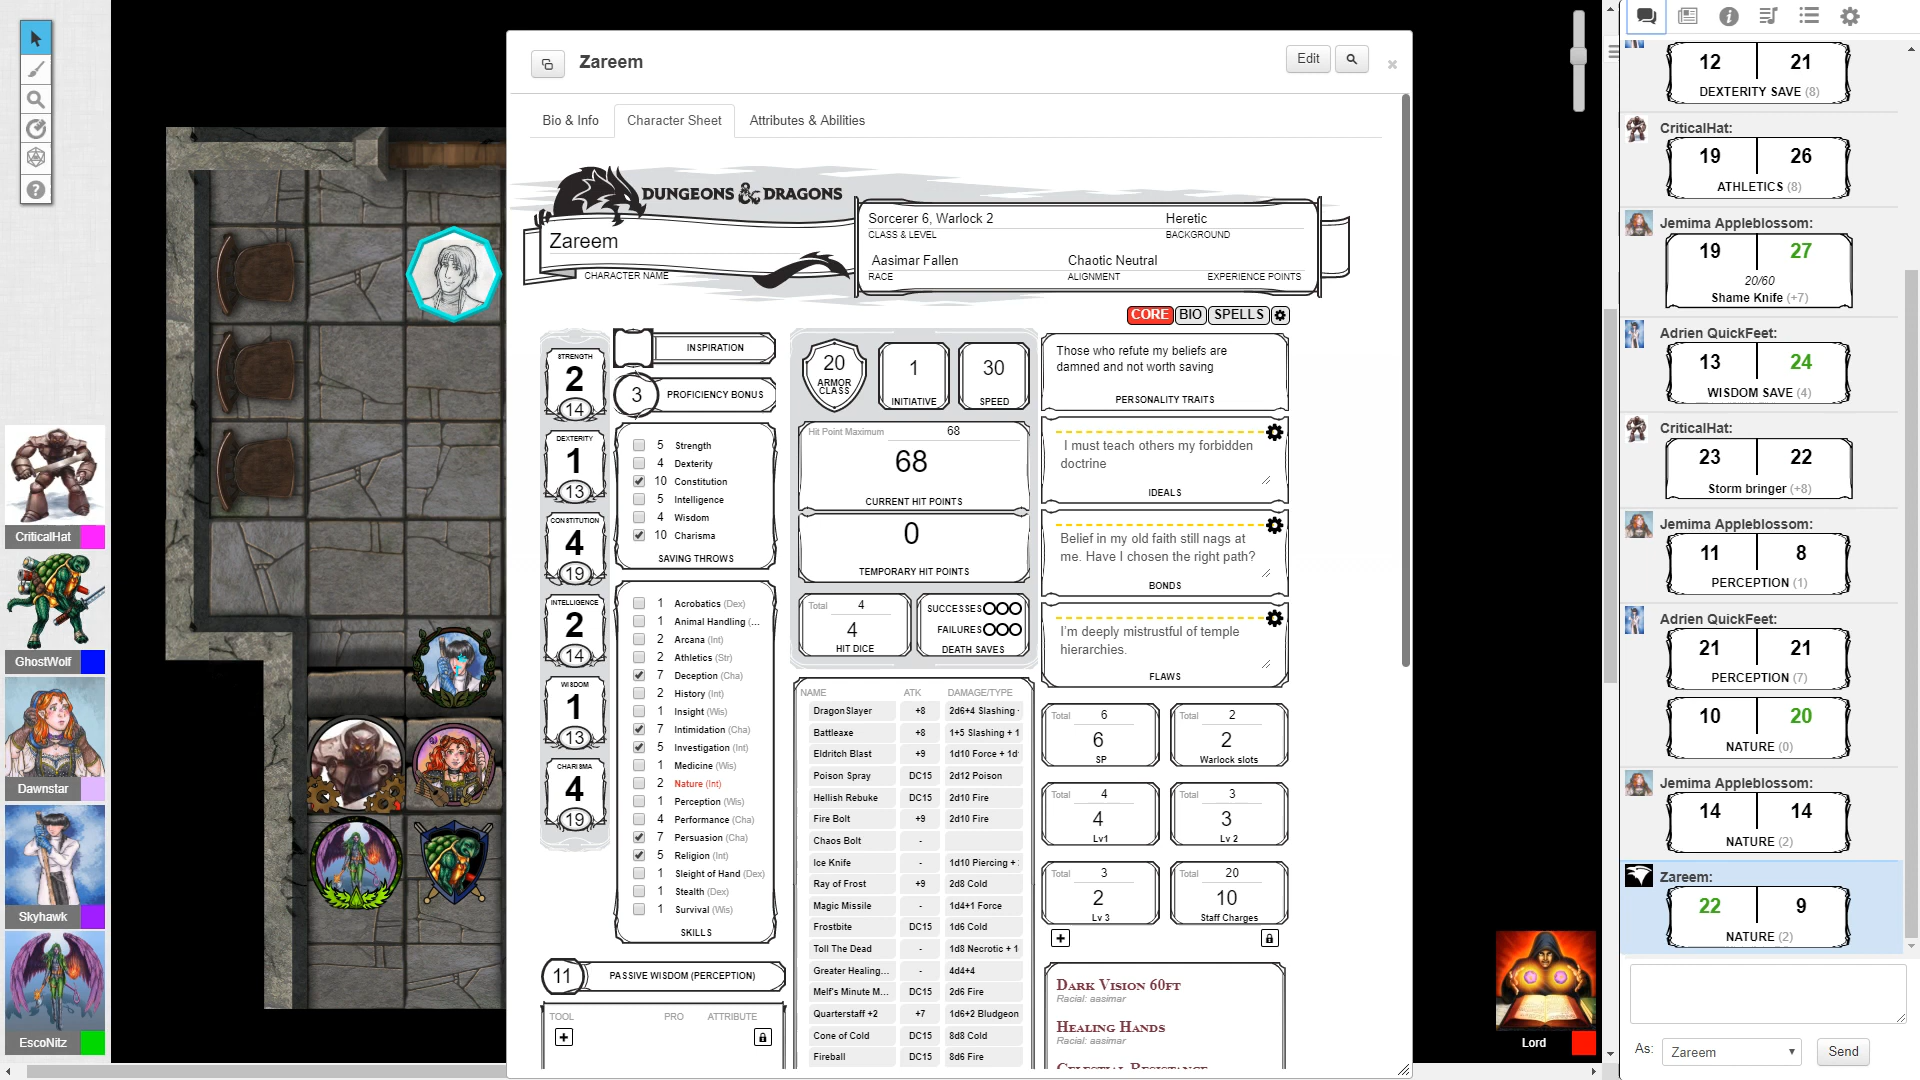 Zareem
Edit
Bio & Info
Character Sheet
Attributes & Abilities
DUNGEONS & DRAGONS
Zareem
CHARACTER NAME
Sorcerer 6, Warlock 2
CLASS & LEVEL
Heretic
BACKGROUND
Aasimar Fallen
RACE
Chaotic Neutral
ALIGNMENT
EXPERIENCE POINTS
CORE
BIO
SPELLS
STRENGTH
2
14
DEXTERITY
1
13
CONSTITUTION
4
19
INTELLIGENCE
2
14
WISDOM
1
13
CHARISMA
4
19
INSPIRATION
3
PROFICIENCY BONUS
5 Strength
4 Dexterity
10 Constitution
5 Intelligence
4 Wisdom
10 Charisma
SAVING THROWS
1 Acrobatics (Dex)
1 Animal Handling (...
2 Arcana (Int)
2 Athletics (Str)
7 Deception (Cha)
2 History (Int)
1 Insight (Wis)
7 Intimidation (Cha)
5 Investigation (Int)
1 Medicine (Wis)
2 Nature (Int)
1 Perception (Wis)
4 Performance (Cha)
7 Persuasion (Cha)
5 Religion (Int)
1 Sleight of Hand (Dex)
1 Stealth (Dex)
1 Survival (Wis)
SKILLS
11
PASSIVE WISDOM (PERCEPTION)
TOOL PRO ATTRIBUTE
20
ARMOR
CLASS
1
INITIATIVE
30
SPEED
Hit Point Maximum 68
68
CURRENT HIT POINTS
0
TEMPORARY HIT POINTS
Total 4
4
HIT DICE
SUCCESSES
FAILURES
DEATH SAVES
NAME ATK DAMAGE/TYPE
DragonSlayer +8 2d6+4 Slashing
Battleaxe +8 1+5 Slashing + 1
Eldritch Blast +9 1d10 Force + 1d
Poison Spray DC15 2d12 Poison
Hellish Rebuke DC15 2d10 Fire
Fire Bolt +9 2d10 Fire
Chaos Bolt -
Ice Knife - 1d10 Piercing +
Ray of Frost +9 2d8 Cold
Magic Missile - 1d4+1 Force
Frostbite DC15 1d6 Cold
Toll The Dead - 1d8 Necrotic + 1
Greater Healing... - 4d4+4
Melf's Minute M... DC15 2d6 Fire
Quarterstaff +2 +7 1d6+2 Bludgeon
Cone of Cold DC15 8d8 Cold
Fireball DC15 8d6 Fire
Those who refute my beliefs are
damned and not worth saving
PERSONALITY TRAITS
I must teach others my forbidden
doctrine
IDEALS
Belief in my old faith still nags at
me. Have I chosen the right path?
BONDS
I'm deeply mistrustful of temple
hierarchies.
FLAWS
Total 6
6
SP
Total 2
2
Warlock slots
Total 4
4
Lv1
Total 3
3
Lv 2
Total 3
2
Lv 3
Total 20
10
Staff Charges
DARK VISION 60FT
Racial: aasimar
HEALING HANDS
Racial: aasimar
CELESTIAL RESISTANCE
CriticalHat
GhostWolf
Dawnstar
Skyhawk
EscoNitz
Lord
12 21
DEXTERITY SAVE (8)
CriticalHat:
19 26
ATHLETICS (8)
Jemima Appleblossom:
19 27
20/60
Shame Knife (+7)
Adrien QuickFeet:
13 24
WISDOM SAVE (4)
CriticalHat:
23 22
Storm bringer (+8)
Jemima Appleblossom:
11 8
PERCEPTION (1)
Adrien QuickFeet:
21 21
PERCEPTION (7)
10 20
NATURE (0)
Jemima Appleblossom:
14 14
NATURE (2)
Zareem:
22 9
NATURE (2)
As: Zareem
Send